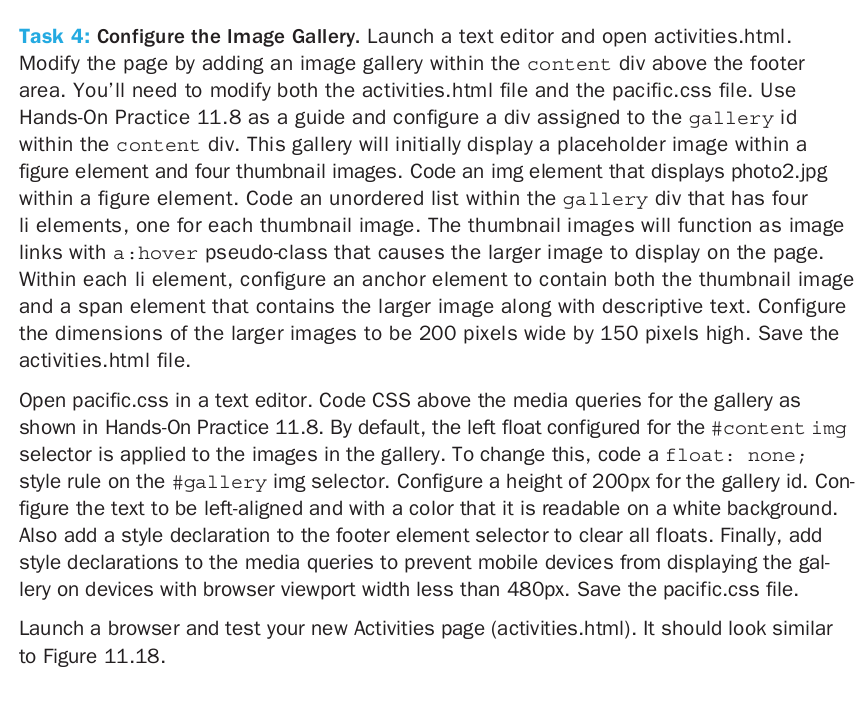 Task 4: Configure the Image Gallery. Launch a text editor and open activities.html.
Modify the page by adding an image gallery within the content div above the footer
area. You’ll need to modify both the activities.html file and the pacific.css file. Use
Hands-On Practice 11.8 as a guide and configure a div assigned to the gallery id
within the content div. This gallery will initially display a placeholder image within a
figure element and four thumbnail images. Code an img element that displays photo2.jpg
within a figure element. Code an unordered list within the gallery div that has four
li elements, one for each thumbnail image. The thumbnail images will function as image
links with a:hover pseudo-class that causes the larger image to display on the page.
Within each li element, configure an anchor element to contain both the thumbnail image
and a span element that contains the larger image along with descriptive text. Configure
the dimensions of the larger images to be 200 pixels wide by 150 pixels high. Save the
activities.html file.
Open pacific.css in a text editor. Code CSS above the media queries for the gallery as
shown in Hands-On Practice 11.8. By default, the left float configured for the #content img
selector is applied to the images in the gallery. To change this, code a float: none;
style rule on the #gallery img selector. Configure a height of 200px for the gallery id. Con-
figure the text to be left-aligned and with a color that it is readable on a white background.
Also add a style declaration to the footer element selector to clear all floats. Finally, add
style declarations to the media queries to prevent mobile devices from displaying the gal-
lery on devices with browser viewport width less than 480px. Save the pacific.css file.
Launch a browser and test your new Activities page (activities.html). It should look similar
to Figure 11.18.